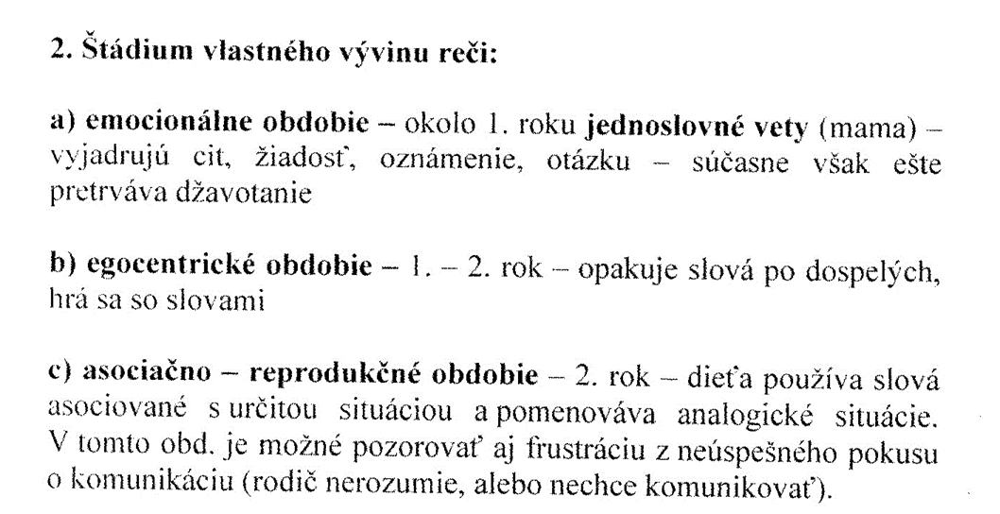 2. Štádium vlastného vývinu reči:
a) emocionálne obdobie – okolo 1. roku jednoslovné vety (mama) –
vyjadrujú cit, žiadosť, oznámenie, otázku – súčasne však ešte
pretrváva džavotanie
b) egocentrické obdobie – 1. – 2. rok – opakuje slová po dospelých,
hrá sa so slovami
c) asociačno – reprodukčné obdobie – 2. rok – dieťa používa slová
asociované s určitou situáciou a pomenováva analogické situácie.
V tomto obd. je možné pozorovať aj frustráciu z neúspešného pokusu
o komunikáciu (rodič nerozumie, alebo nechce komunikovať).